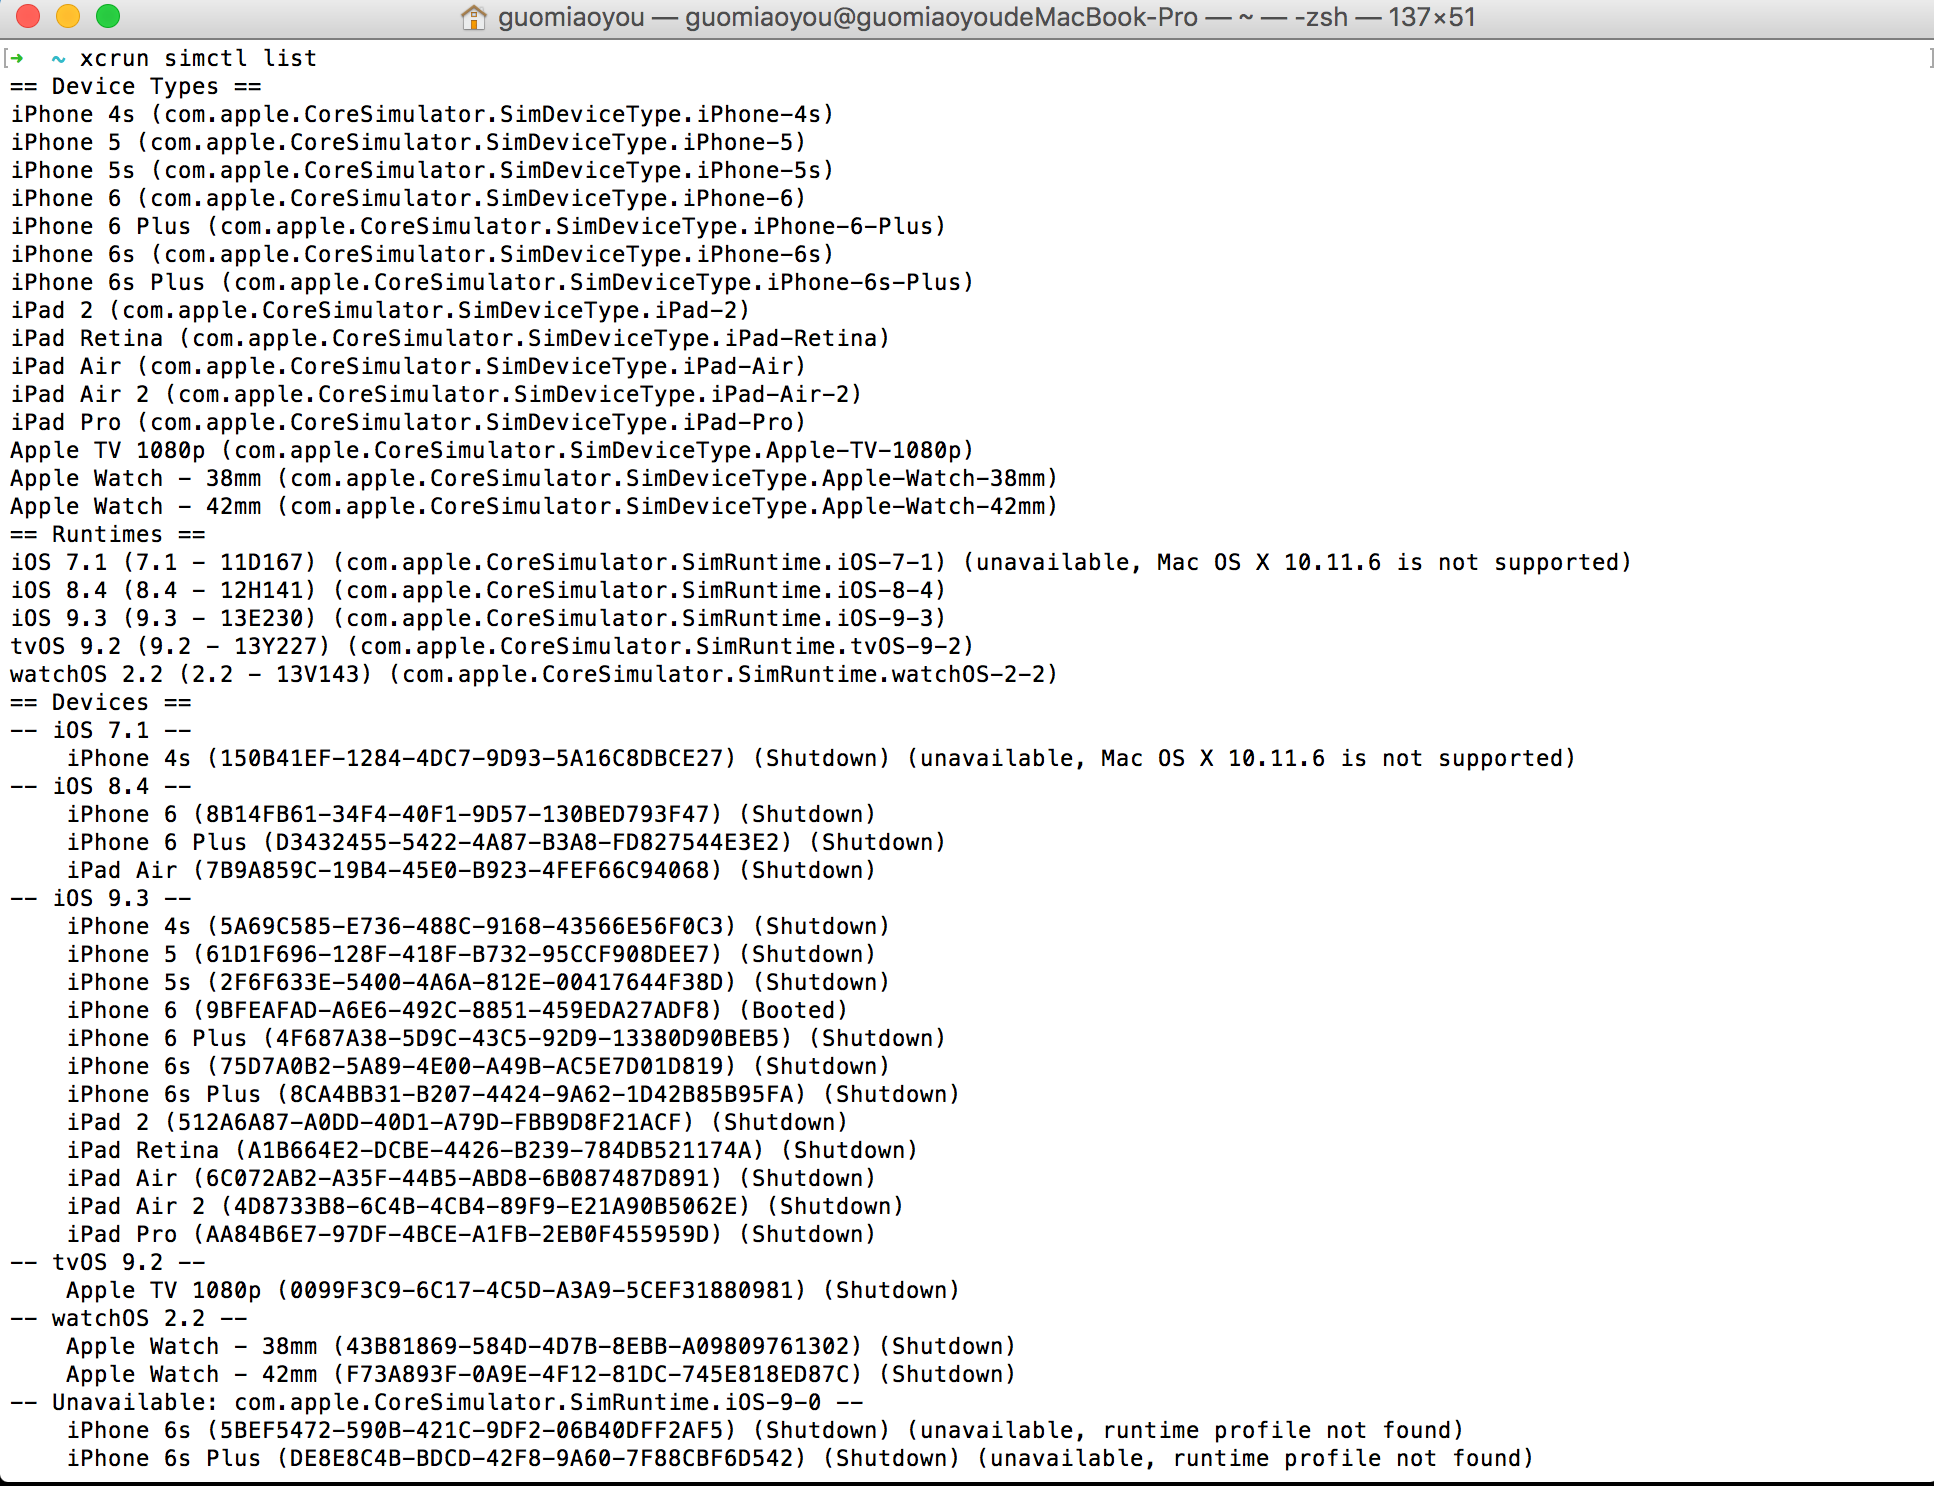 guomiaoyou — guomiaoyou@guomiaoyoudeMacBook-Pro — ~ — -zsh — 137×51
[➜  ~ xcrun simctl list ]
== Device Types ==
iPhone 4s (com.apple.CoreSimulator.SimDeviceType.iPhone-4s)
iPhone 5 (com.apple.CoreSimulator.SimDeviceType.iPhone-5)
iPhone 5s (com.apple.CoreSimulator.SimDeviceType.iPhone-5s)
iPhone 6 (com.apple.CoreSimulator.SimDeviceType.iPhone-6)
iPhone 6 Plus (com.apple.CoreSimulator.SimDeviceType.iPhone-6-Plus)
iPhone 6s (com.apple.CoreSimulator.SimDeviceType.iPhone-6s)
iPhone 6s Plus (com.apple.CoreSimulator.SimDeviceType.iPhone-6s-Plus)
iPad 2 (com.apple.CoreSimulator.SimDeviceType.iPad-2)
iPad Retina (com.apple.CoreSimulator.SimDeviceType.iPad-Retina)
iPad Air (com.apple.CoreSimulator.SimDeviceType.iPad-Air)
iPad Air 2 (com.apple.CoreSimulator.SimDeviceType.iPad-Air-2)
iPad Pro (com.apple.CoreSimulator.SimDeviceType.iPad-Pro)
Apple TV 1080p (com.apple.CoreSimulator.SimDeviceType.Apple-TV-1080p)
Apple Watch - 38mm (com.apple.CoreSimulator.SimDeviceType.Apple-Watch-38mm)
Apple Watch - 42mm (com.apple.CoreSimulator.SimDeviceType.Apple-Watch-42mm)
== Runtimes ==
iOS 7.1 (7.1 - 11D167) (com.apple.CoreSimulator.SimRuntime.iOS-7-1) (unavailable, Mac OS X 10.11.6 is not supported)
iOS 8.4 (8.4 - 12H141) (com.apple.CoreSimulator.SimRuntime.iOS-8-4)
iOS 9.3 (9.3 - 13E230) (com.apple.CoreSimulator.SimRuntime.iOS-9-3)
tvOS 9.2 (9.2 - 13Y227) (com.apple.CoreSimulator.SimRuntime.tvOS-9-2)
watchOS 2.2 (2.2 - 13V143) (com.apple.CoreSimulator.SimRuntime.watchOS-2-2)
== Devices ==
-- iOS 7.1 --
    iPhone 4s (150B41EF-1284-4DC7-9D93-5A16C8DBCE27) (Shutdown) (unavailable, Mac OS X 10.11.6 is not supported)
-- iOS 8.4 --
    iPhone 6 (8B14FB61-34F4-40F1-9D57-130BED793F47) (Shutdown)
    iPhone 6 Plus (D3432455-5422-4A87-B3A8-FD827544E3E2) (Shutdown)
    iPad Air (7B9A859C-19B4-45E0-B923-4FEF66C94068) (Shutdown)
-- iOS 9.3 --
    iPhone 4s (5A69C585-E736-488C-9168-43566E56F0C3) (Shutdown)
    iPhone 5 (61D1F696-128F-418F-B732-95CCF908DEE7) (Shutdown)
    iPhone 5s (2F6F633E-5400-4A6A-812E-00417644F38D) (Shutdown)
    iPhone 6 (9BFEAFAD-A6E6-492C-8851-459EDA27ADF8) (Booted)
    iPhone 6 Plus (4F687A38-5D9C-43C5-92D9-13380D90BEB5) (Shutdown)
    iPhone 6s (75D7A0B2-5A89-4E00-A49B-AC5E7D01D819) (Shutdown)
    iPhone 6s Plus (8CA4BB31-B207-4424-9A62-1D42B85B95FA) (Shutdown)
    iPad 2 (512A6A87-A0DD-40D1-A79D-FBB9D8F21ACF) (Shutdown)
    iPad Retina (A1B664E2-DCBE-4426-B239-784DB521174A) (Shutdown)
    iPad Air (6C072AB2-A35F-44B5-ABD8-6B087487D891) (Shutdown)
    iPad Air 2 (4D8733B8-6C4B-4CB4-89F9-E21A90B5062E) (Shutdown)
    iPad Pro (AA84B6E7-97DF-4BCE-A1FB-2EB0F455959D) (Shutdown)
-- tvOS 9.2 --
    Apple TV 1080p (0099F3C9-6C17-4C5D-A3A9-5CEF31880981) (Shutdown)
-- watchOS 2.2 --
    Apple Watch - 38mm (43B81869-584D-4D7B-8EBB-A09809761302) (Shutdown)
    Apple Watch - 42mm (F73A893F-0A9E-4F12-81DC-745E818ED87C) (Shutdown)
-- Unavailable: com.apple.CoreSimulator.SimRuntime.iOS-9-0 --
    iPhone 6s (5BEF5472-590B-421C-9DF2-06B40DFF2AF5) (Shutdown) (unavailable, runtime profile not found)
    iPhone 6s Plus (DE8E8C4B-BDCD-42F8-9A60-7F88CBF6D542) (Shutdown) (unavailable, runtime profile not found)